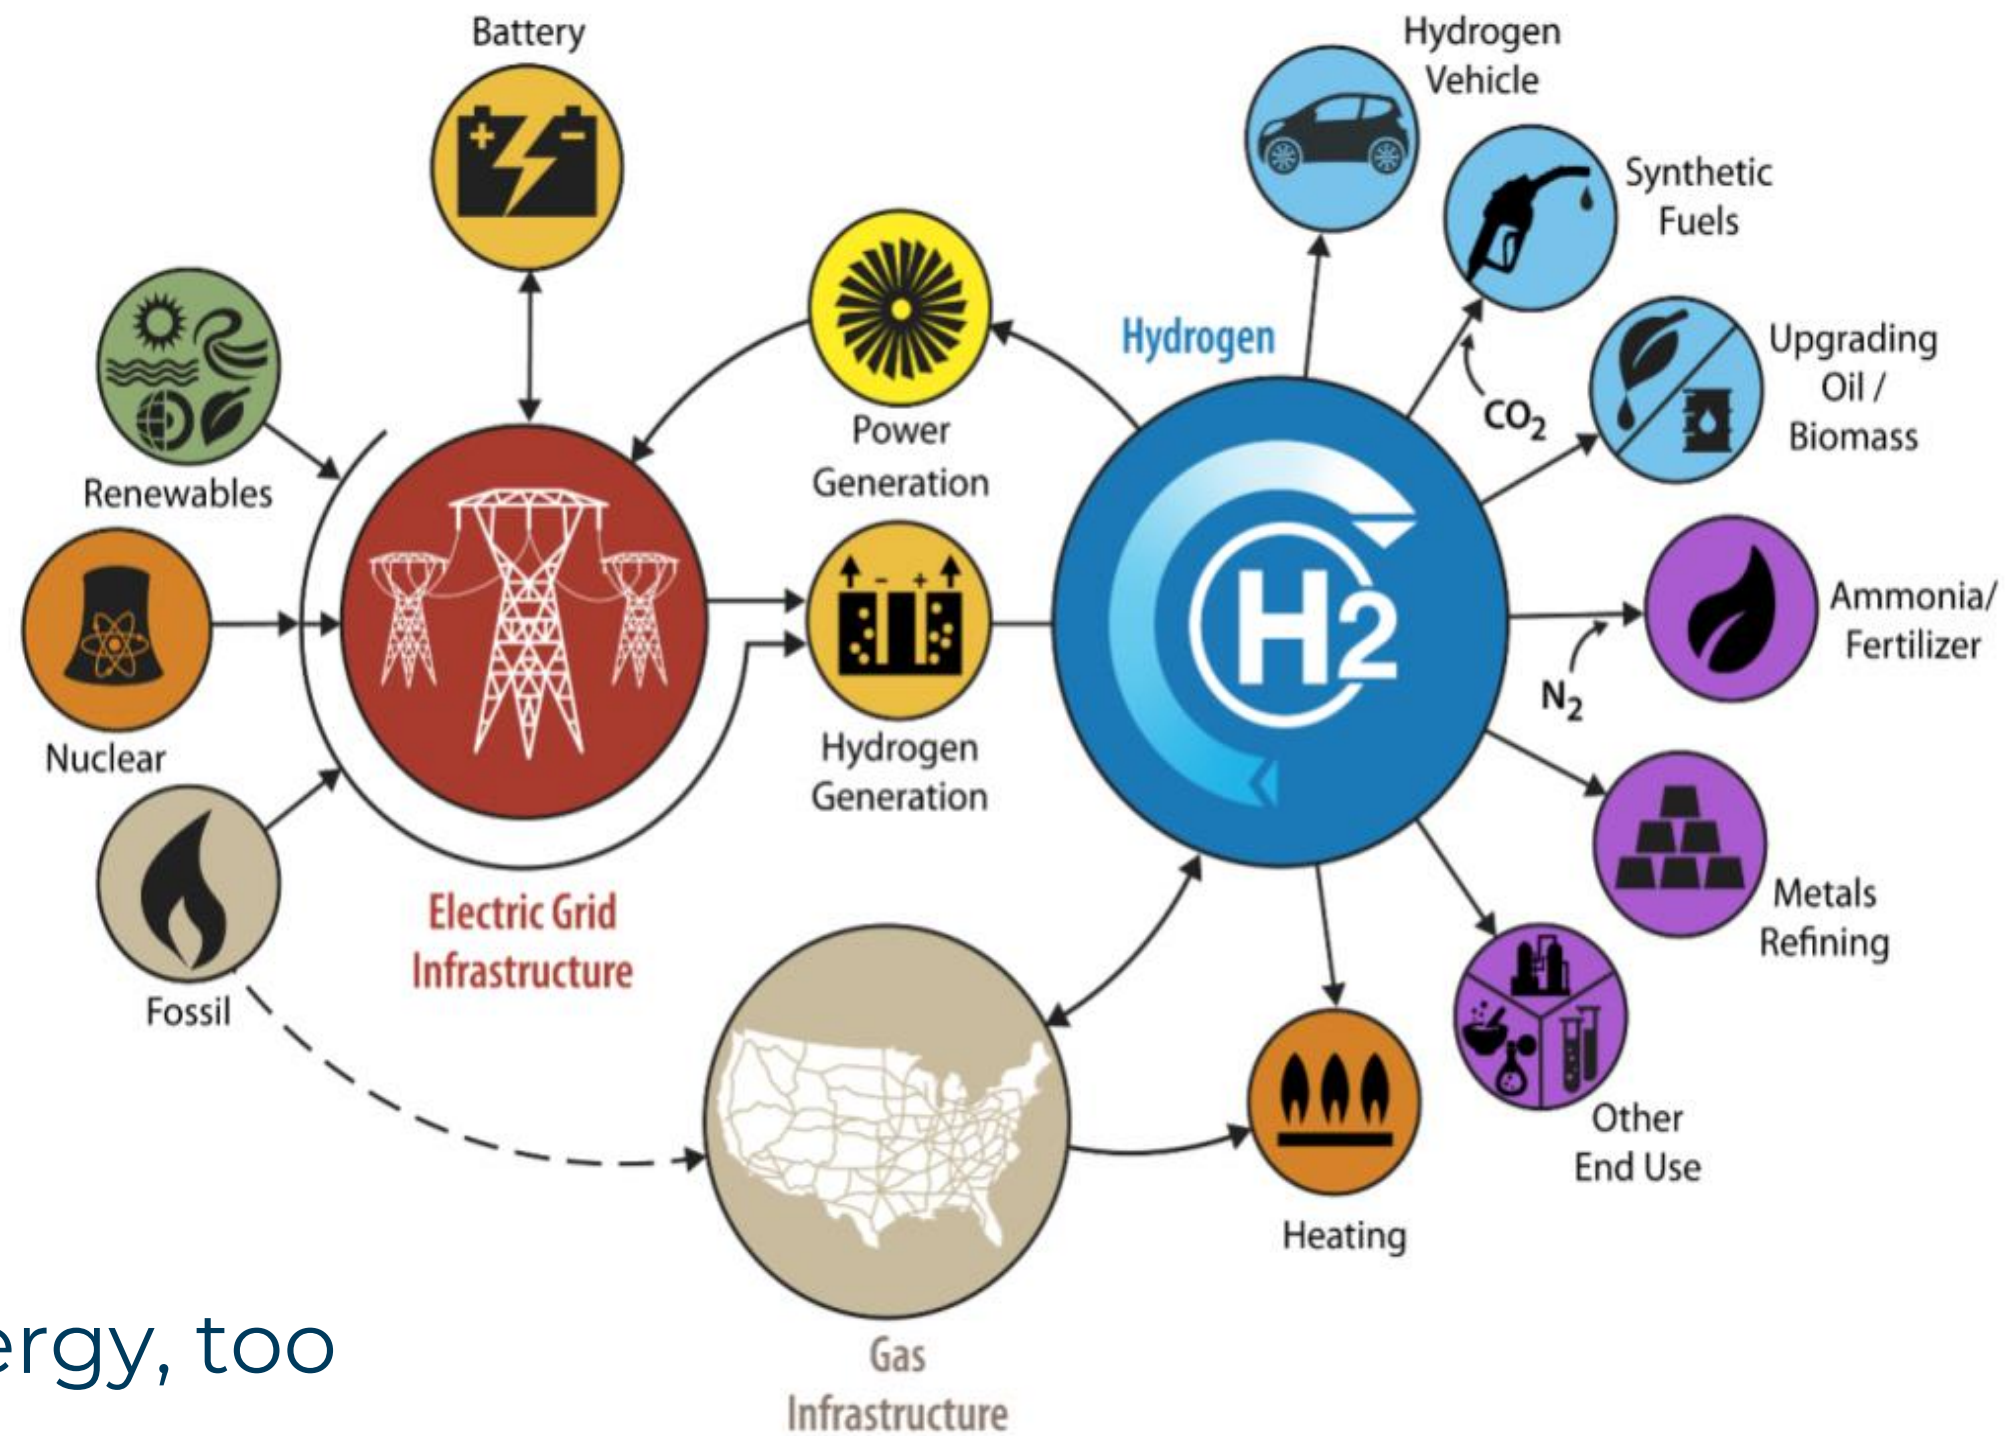 Battery
Hydrogen
Vehicle
Synthetic
Fuels
Hydrogen
Upgrading
Oil /
Biomass
CO₂
Renewables
Power
Generation
- +
H2
Ammonia/
Fertilizer
N₂
Nuclear
Hydrogen
Generation
Electric Grid
Infrastructure
Metals
Refining
Fossil
Other
End Use
Heating
ergy, too
Gas
Infrastructure